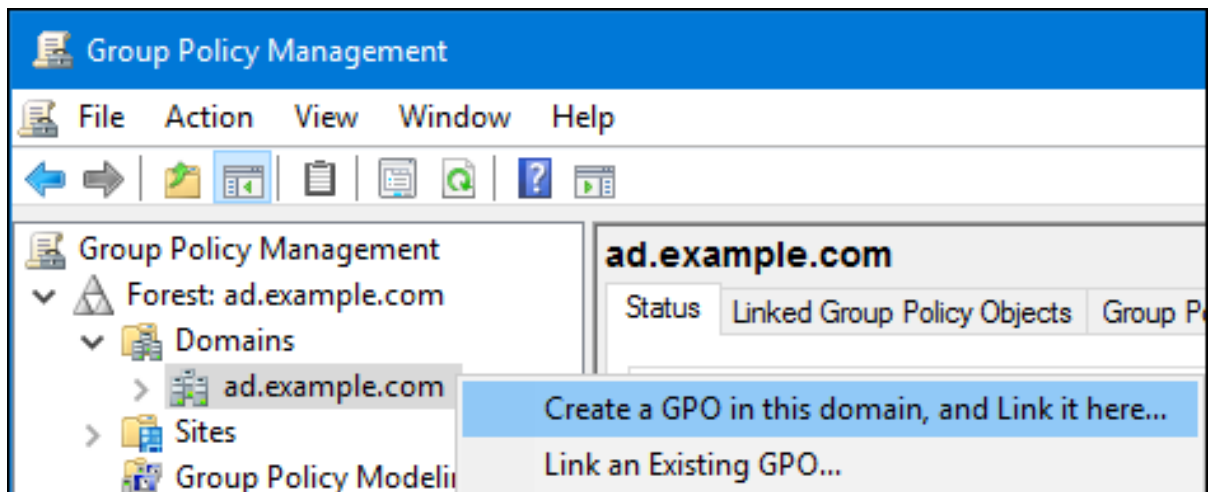 Group Policy Management
File Action View Window Help
Group Policy Management
Forest: ad.example.com
Domains
ad.example.com
Sites
Group Policy
ad.example.com
Status Linked Group Policy Objects Group
Create a GPO in this domain, and Link it here...
Link an Existing GPO...